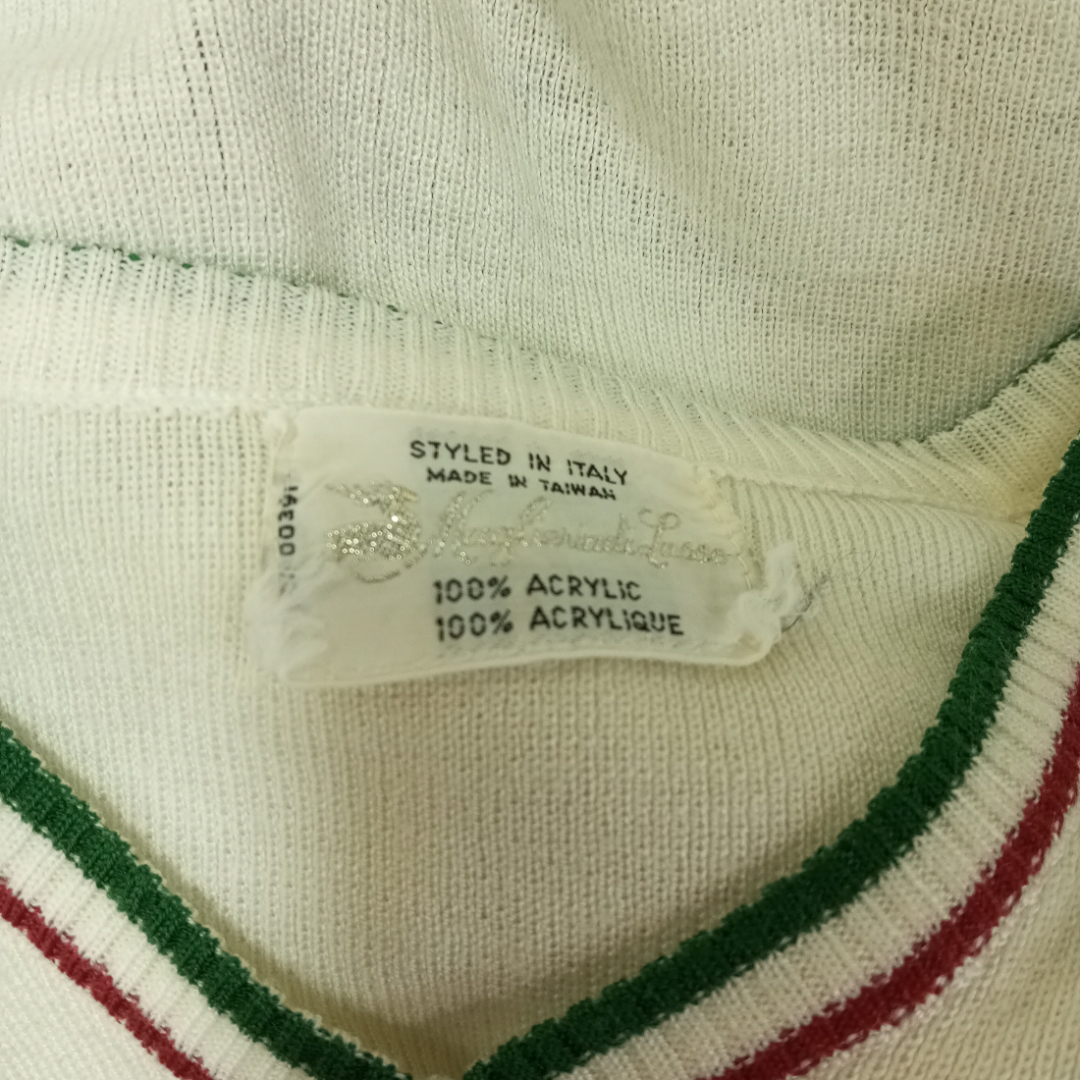 STYLED IN ITALY
MADE IN TAIWAN
100% ACRYLIC
100% ACRYLIQUE